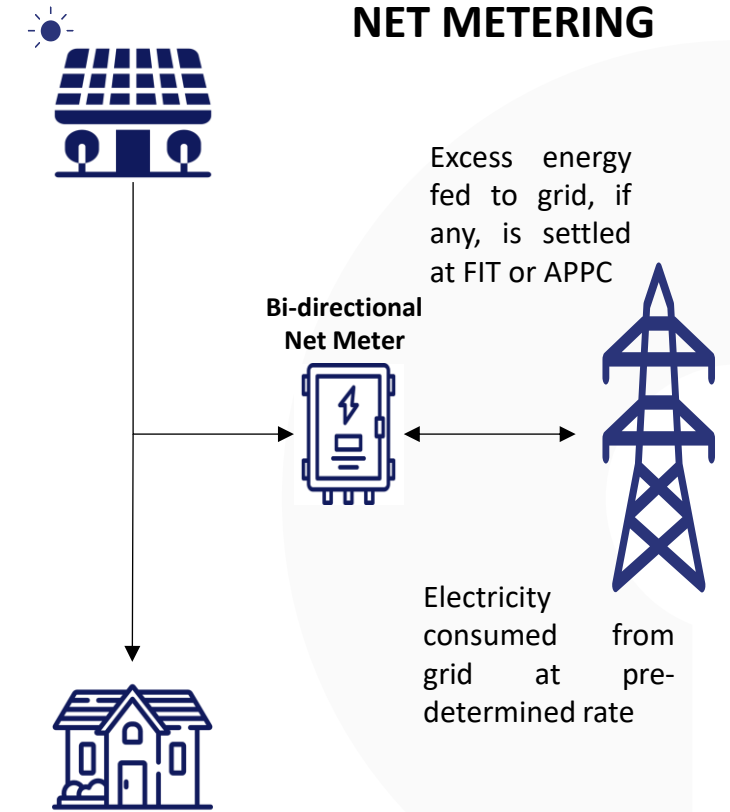 NET METERING
Excess energy
fed to grid, if
any, is settled
at FIT or APPC
Bi-directional
Net Meter
Electricity
consumed from
grid at pre-
determined rate